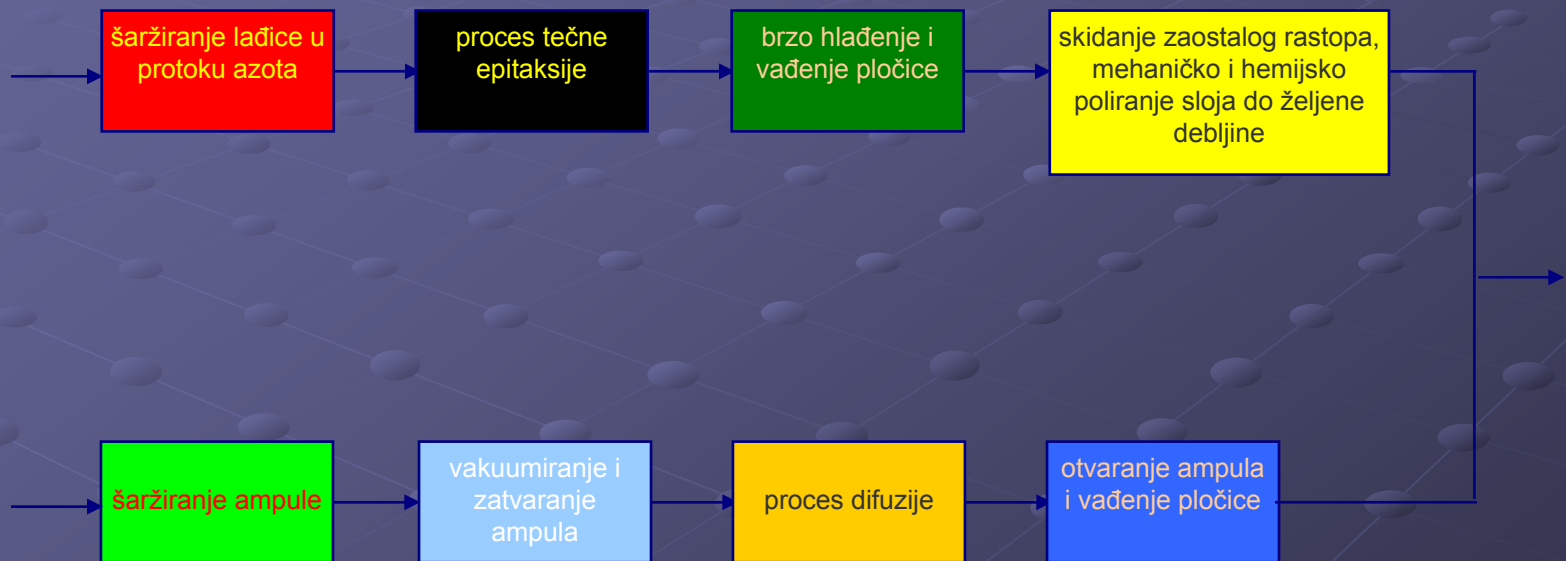 šaržiranje lađice u
protoku azota
proces tečne
epitaksije
brzo hlađenje i
vađenje pločice
skidanje zaostalog rastopa,
mehaničko i hemijsko
poliranje sloja do željene
debljine
šaržiranje ampule
vakuumiranje i
zatvaranje
ampula
proces difuzije
otvaranje ampula
i vađenje pločice